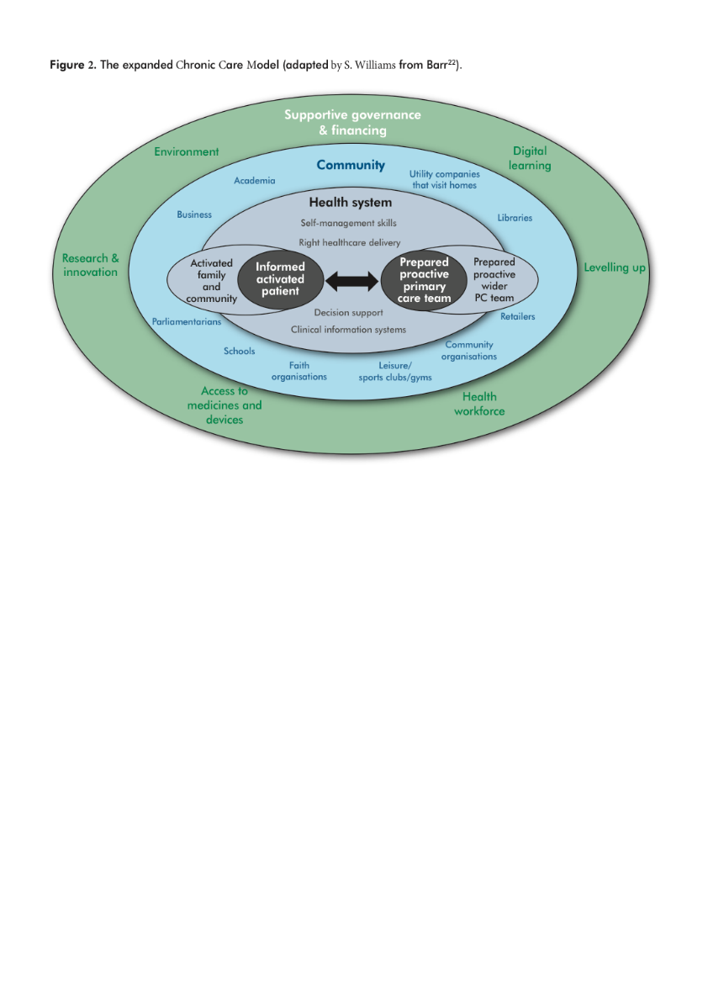 Figure 2. The expanded Chronic Care Model (adapted by S. Williams from Barr22).
Supportive governance
& financing
Environment
Digital
learning
Community
Academia
Utility companies
that visit homes
Health system
Business
Libraries
Self-management skills
Right healthcare delivery
Research &
innovation
Activated
family
and
community
Informed
activated
patient
Prepared
proactive
primary
care team
Prepared
proactive
wider
PC team
Levelling up
Decision support
Clinical information systems
Parliamentarians
Retailers
Schools
Community
organisations
Faith
organisations
Leisure/
sports clubs/gyms
Access to
medicines and
devices
Health
workforce